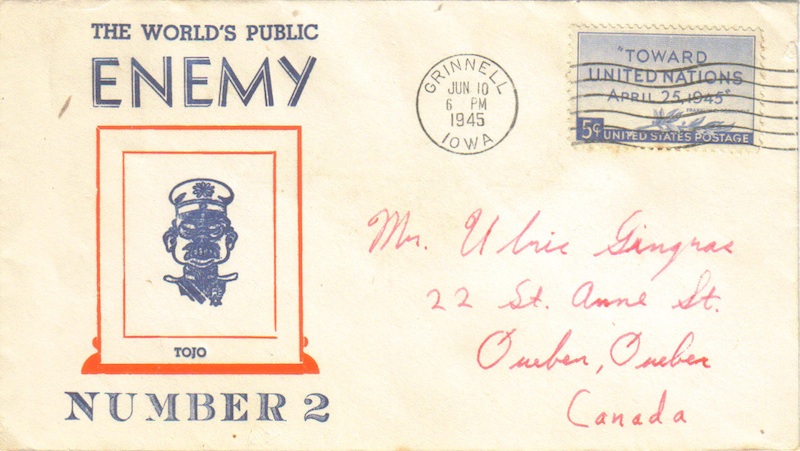 THE WORLD'S PUBLIC
ENEMY
TOJO
NUMBER 2
GRINNELL
JUN 10
6 PM
1945
IOWA
"TOWARD
UNITED NATIONS
APRIL 25, 1945"
5¢ UNITED STATES POSTAGE
Mr. Ulric Gingras
22 St. Anne St.
Quebec, Quebec
Canada